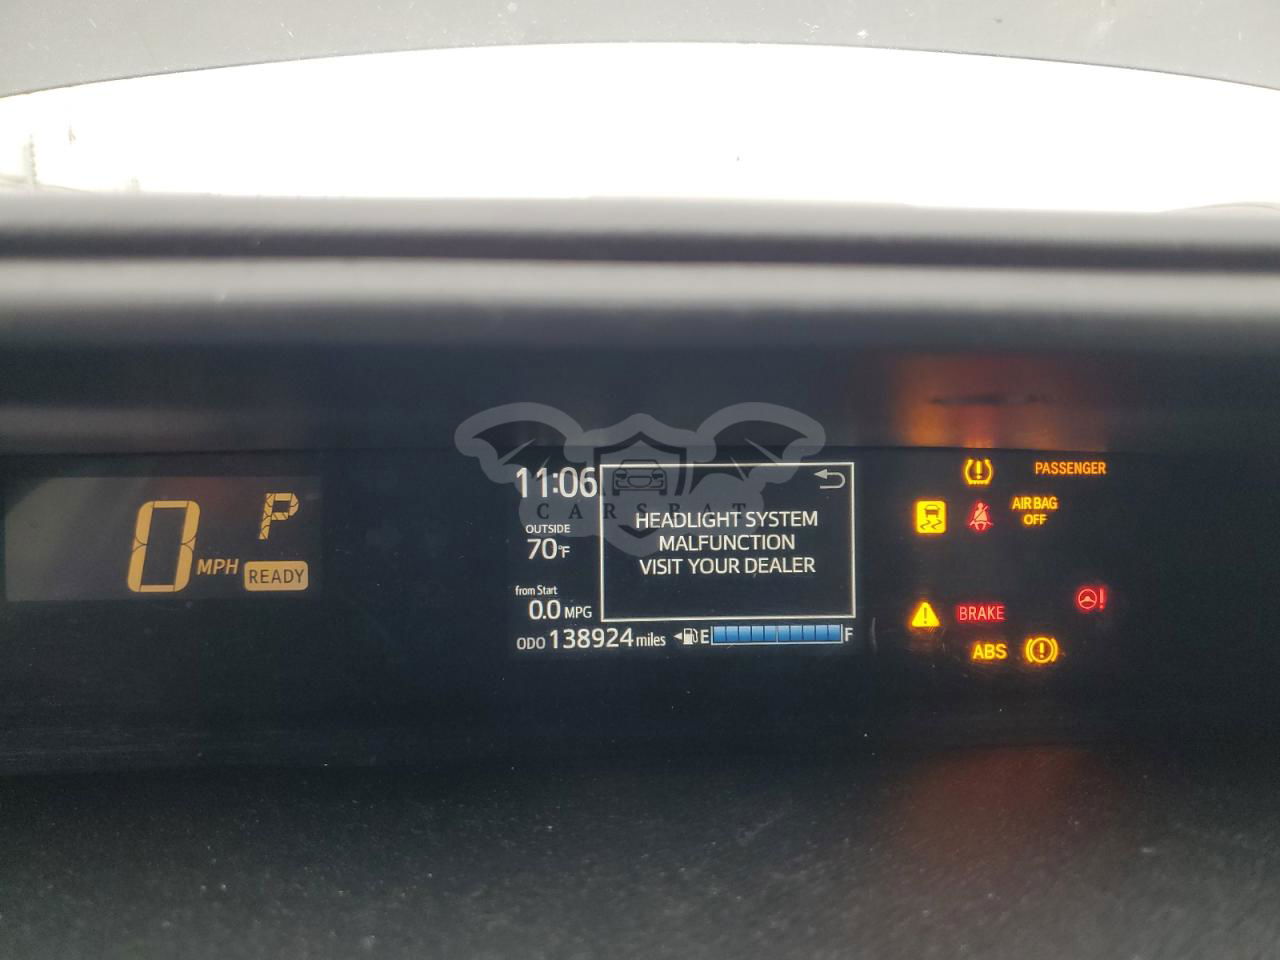 0 MPH
P
READY
11:06
OUTSIDE
70°F
from Start
0.0 MPG
ODO 138924 miles
HEADLIGHT SYSTEM
MALFUNCTION
VISIT YOUR DEALER
E F
CARSBAT
PASSENGER
AIR BAG
OFF
BRAKE
ABS